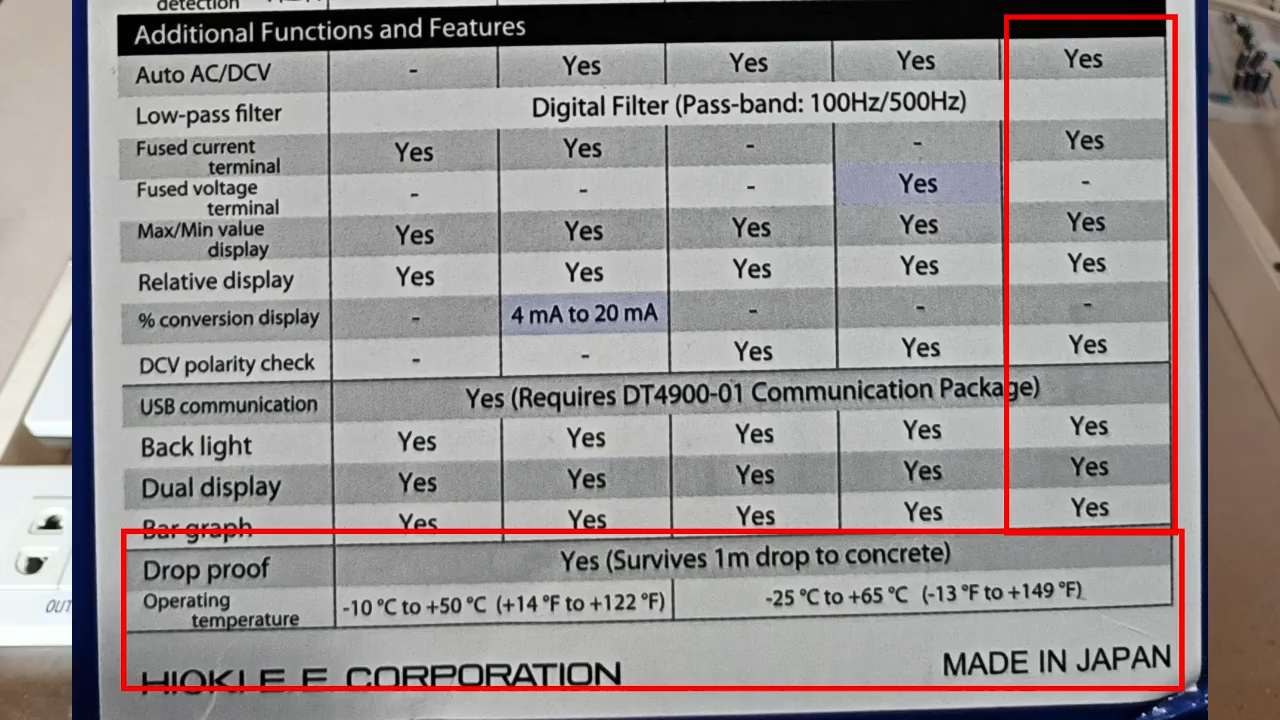 detection
Additional Functions and Features
Auto AC/DCV - Yes Yes Yes Yes
Low-pass filter Digital Filter (Pass-band: 100Hz/500Hz)
Fused current terminal Yes Yes - - Yes
Fused voltage terminal - - - Yes -
Max/Min value display Yes Yes Yes Yes Yes
Relative display Yes Yes Yes Yes Yes
% conversion display - 4 mA to 20 mA - - -
DCV polarity check - - Yes Yes Yes
USB communication Yes (Requires DT4900-01 Communication Package)
Back light Yes Yes Yes Yes Yes
Dual display Yes Yes Yes Yes Yes
Bar graph Yes Yes Yes Yes Yes
Drop proof Yes (Survives 1m drop to concrete)
Operating temperature -10 °C to +50 °C (+14 °F to +122 °F) -25 °C to +65 °C (-13 °F to +149 °F)
HIOKI E.E. CORPORATION MADE IN JAPAN
OUT